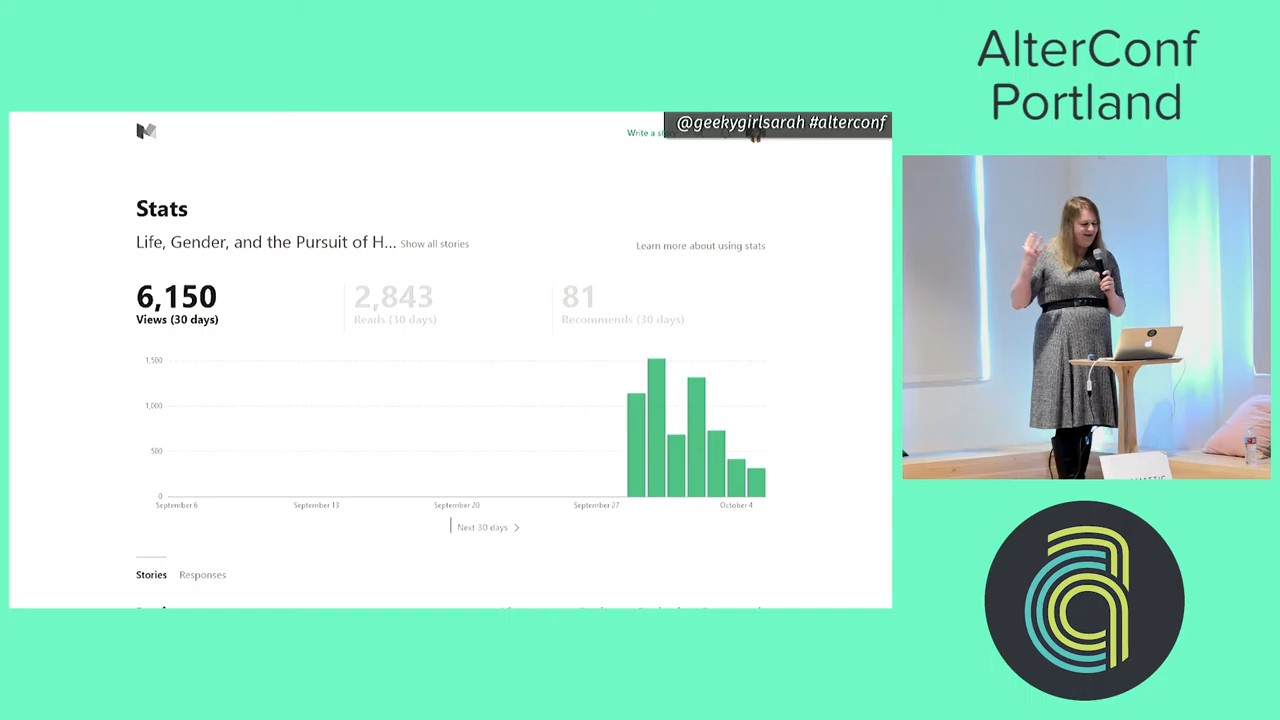 AlterConf
Portland
@geekygirlsarah #alterconf
Write a
Stats
Life, Gender, and the Pursuit of H... Show all stories
Learn more about using stats
6,150
Views (30 days)
2,843
Reads (30 days)
81
Recommends (30 days)
1,500
1,000
500
0
September 6
September 13
September 20
September 27
October 4
Next 30 days
Stories
Responses